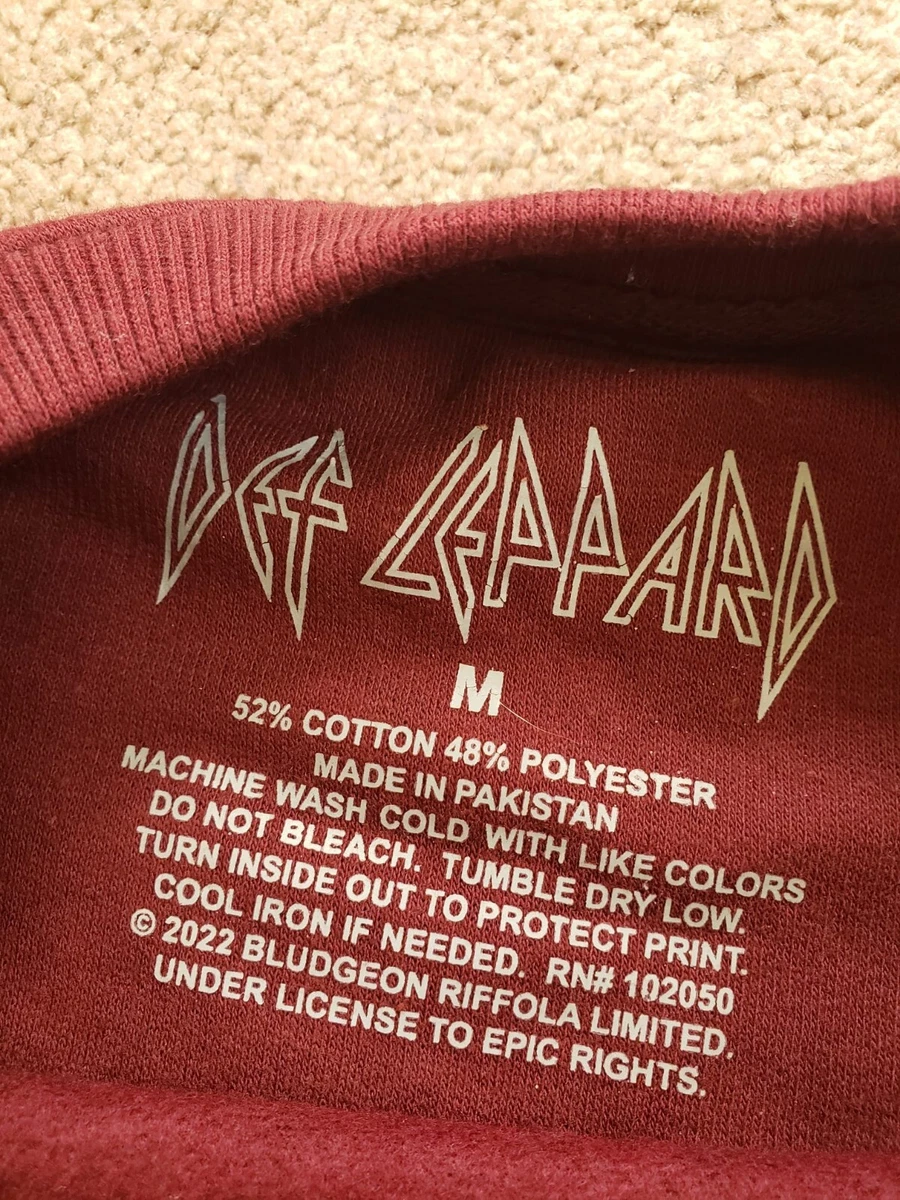 DEF LEPPARD
M
52% COTTON 48% POLYESTER
MADE IN PAKISTAN
MACHINE WASH COLD WITH LIKE COLORS
DO NOT BLEACH. TUMBLE DRY LOW.
TURN INSIDE OUT TO PROTECT PRINT.
COOL IRON IF NEEDED. RN# 102050
© 2022 BLUDGEON RIFFOLA LIMITED.
UNDER LICENSE TO EPIC RIGHTS.